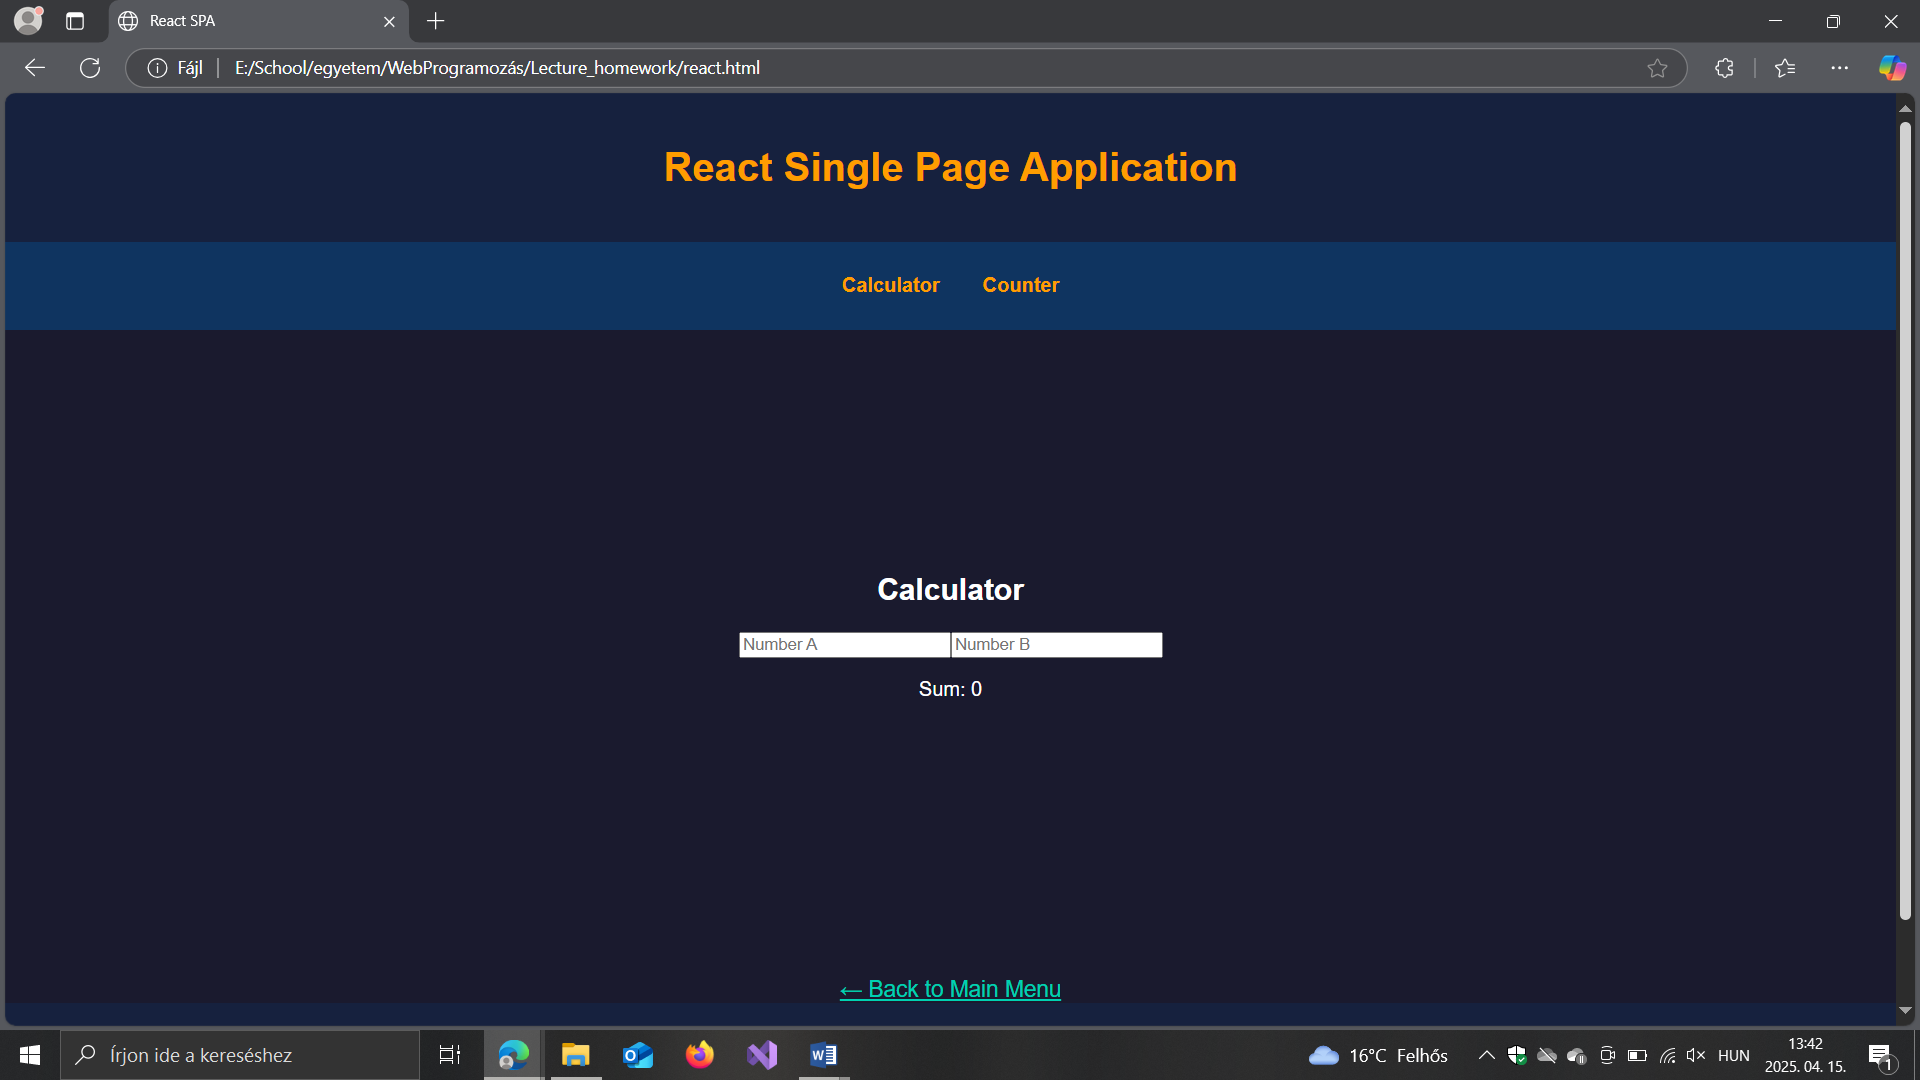 React SPA
Fájl
E:/School/egyetem/WebProgramozás/Lecture_homework/react.html
React Single Page Application
Calculator Counter
Calculator
Number A Number B
Sum: 0
← Back to Main Menu
Írjon ide a kereséshez
16°C Felhős
HUN
13:42
2025. 04. 15.
1